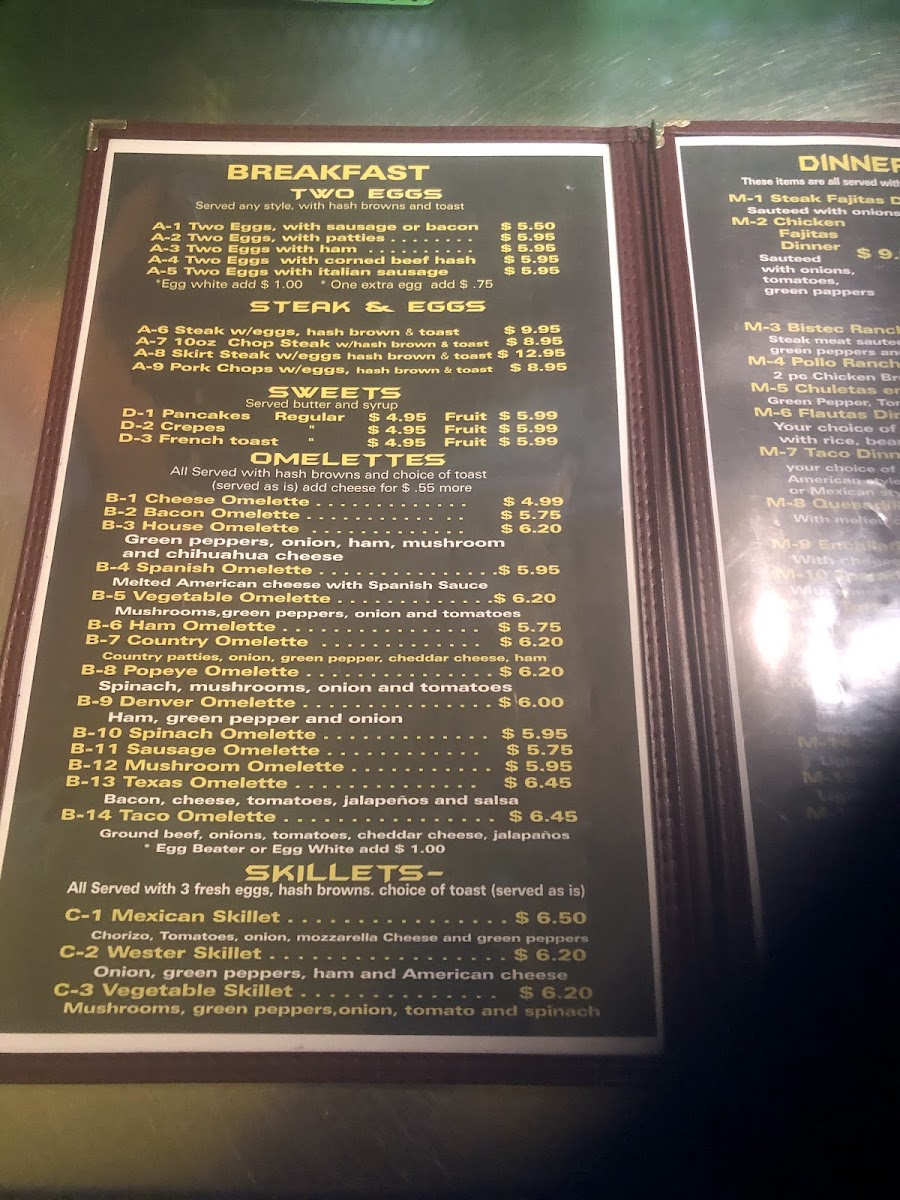 BREAKFAST
TWO EGGS
Served any style, with hash browns and toast
A-1 Two Eggs, with sausage or bacon $ 5.50
A-2 Two Eggs, with patties . . . . . . . . $ 5.95
A-3 Two Eggs with ham $ 5.95
A-4 Two Eggs with corned beef hash $ 5.95
A-5 Two Eggs with italian sausage $ 5.95
*Egg white add $ 1.00 * One extra egg add $ .75
STEAK & EGGS
A-6 Steak w/eggs, hash brown & toast $ 9.95
A-7 10oz Chop Steak w/hash brown & toast $ 8.95
A-8 Skirt Steak w/eggs hash brown & toast $ 12.95
A-9 Pork Chops w/eggs, hash brown & toast $ 8.95
SWEETS
Served butter and syrup
D-1 Pancakes Regular $ 4.95 Fruit $ 5.99
D-2 Crepes " $ 4.95 Fruit $ 5.99
D-3 French toast " $ 4.95 Fruit $ 5.99
OMELETTES
All Served with hash browns and choice of toast
(served as is) add cheese for $ .55 more
B-1 Cheese Omelette . . . . . . . . . . . . $ 4.99
B-2 Bacon Omelette . . . . . . . . . . . . . $ 5.75
B-3 House Omelette . . . . . . . . . . . . . $ 6.20
Green peppers, onion, ham, mushroom
and chihuahua cheese
B-4 Spanish Omelette . . . . . . . . . . . . .$ 5.95
Melted American cheese with Spanish Sauce
B-5 Vegetable Omelette . . . . . . . . . . . .$ 6.20
Mushrooms,green peppers, onion and tomatoes
B-6 Ham Omelette . . . . . . . . . . . . . . . $ 5.75
B-7 Country Omelette . . . . . . . . . . . . $ 6.20
Country patties, onion, green pepper, cheddar cheese, ham
B-8 Popeye Omelette . . . . . . . . . . . . . . $ 6.20
Spinach, mushrooms, onion and tomatoes
B-9 Denver Omelette . . . . . . . . . . . . . . $ 6.00
Ham, green pepper and onion
B-10 Spinach Omelette . . . . . . . . . . . . $ 5.95
B-11 Sausage Omelette . . . . . . . . . . . . $ 5.75
B-12 Mushroom Omelette . . . . . . . . . . . $ 5.95
B-13 Texas Omelette . . . . . . . . . . . . . . $ 6.45
Bacon, cheese, tomatoes, jalapeños and salsa
B-14 Taco Omelette . . . . . . . . . . . . . . . $ 6.45
Ground beef, onions, tomatoes, cheddar cheese, jalapaños
* Egg Beater or Egg White add $ 1.00
SKILLETS-
All Served with 3 fresh eggs, hash browns. choice of toast (served as is)
C-1 Mexican Skillet . . . . . . . . . . . . . . . . $ 6.50
Chorizo, Tomatoes, onion, mozzarella Cheese and green peppers
C-2 Wester Skillet . . . . . . . . . . . . . . . . . . $ 6.20
Onion, green peppers, ham and American cheese
C-3 Vegetable Skillet . . . . . . . . . . . . . . $ 6.20
Mushrooms, green peppers,onion, tomato and spinach
DINNER
These items are all served with
M-1 Steak Fajitas D
Sauteed with onions
M-2 Chicken
Fajitas
Dinner $ 9.
Sauteed
with onions,
tomatoes,
green pappers
M-3 Bistec Ranch
Steak meat saute
green peppers an
M-4 Pollo Ranch
2 pc Chicken Br
M-5 Chuletas en
Green Pepper, To
M-6 Flautas Din
Your choice of
with rice, bea
M-7 Taco Dinn
your choice of
American style
or Mexican st
M-8 Quesadil
With melted c
M-9 Enchilad
With chees
M-10